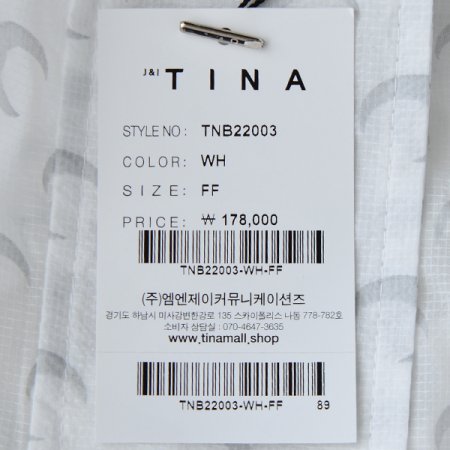 J&I TINA
STYLE NO : TNB22003
COLOR: WH
SIZE: FF
PRICE: ₩ 178,000
TNB22003-WH-FF
(주)엠엔제이커뮤니케이션즈
경기도 하남시 미사강변한강로 135 스카이폴리스 나동 778-782호
소비자 상담실 : 070-4647-3635
www.tinamall.shop
TNB22003-WH-FF 89